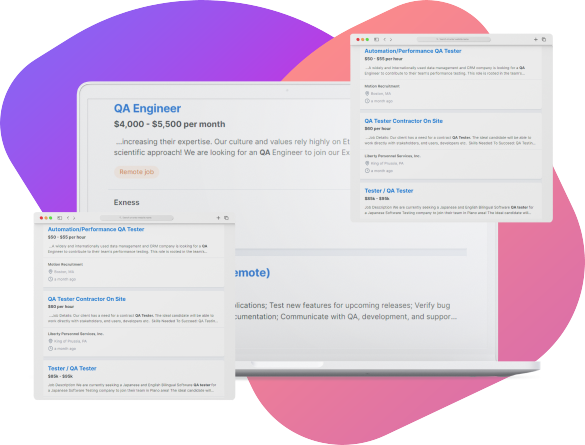 QA Engineer
$4,000 - $5,500 per month
...increasing their expertise. Our culture and values rely highly on Et
scientific approach! We are looking for an QA Engineer to join our Ex
Remote job
Exness
emote)
plications; Test new features for upcoming releases; Verify bug
cumentation; Communicate with QA, development, and suppor...
Automation/Performance QA Tester
$50 - $55 per hour
...e widely and internationally used data management and CRM company is looking for a QA
engineer to contribute to their team's performance testing. This role is rooted in the team's...
Motion Recruitment
Boston, MA
a month ago
QA Tester Contractor On Site
$60 per hour
...Job Details: Our client has a need for a contract QA Tester. The ideal candidate will be able to
work directly with stakeholders, and users, developers etc. Skills Needed To Succeed: QA Testin...
Liberty Personnel Services, Inc.
King of Prussia, PA
a month ago
Tester / QA Tester
$85k - $95k
Job Description We are currently seeking a Japanese and English Bilingual Software QA tester for
a Japanese Software Testing company to join their team in Plano area! The ideal candidate will...
Automation/Performance QA Tester
$50 - $55 per hour
...e widely and internationally used data management and CRM company is looking for a QA
engineer to contribute to their team's performance testing. This role is rooted in the team's...
Motion Recruitment
Boston, MA
a month ago
QA Tester Contractor On Site
$60 per hour
...Job Details: Our client has a need for a contract QA Tester. The ideal candidate will be able to
work directly with stakeholders, and users, developers etc. Skills Needed To Succeed: QA Testin...
Liberty Personnel Services, Inc.
King of Prussia, PA
a month ago
Tester / QA Tester
$85k - $95k
Job Description We are currently seeking a Japanese and English Bilingual Software QA tester for
a Japanese Software Testing company to join their team in Plano area! The ideal candidate will...